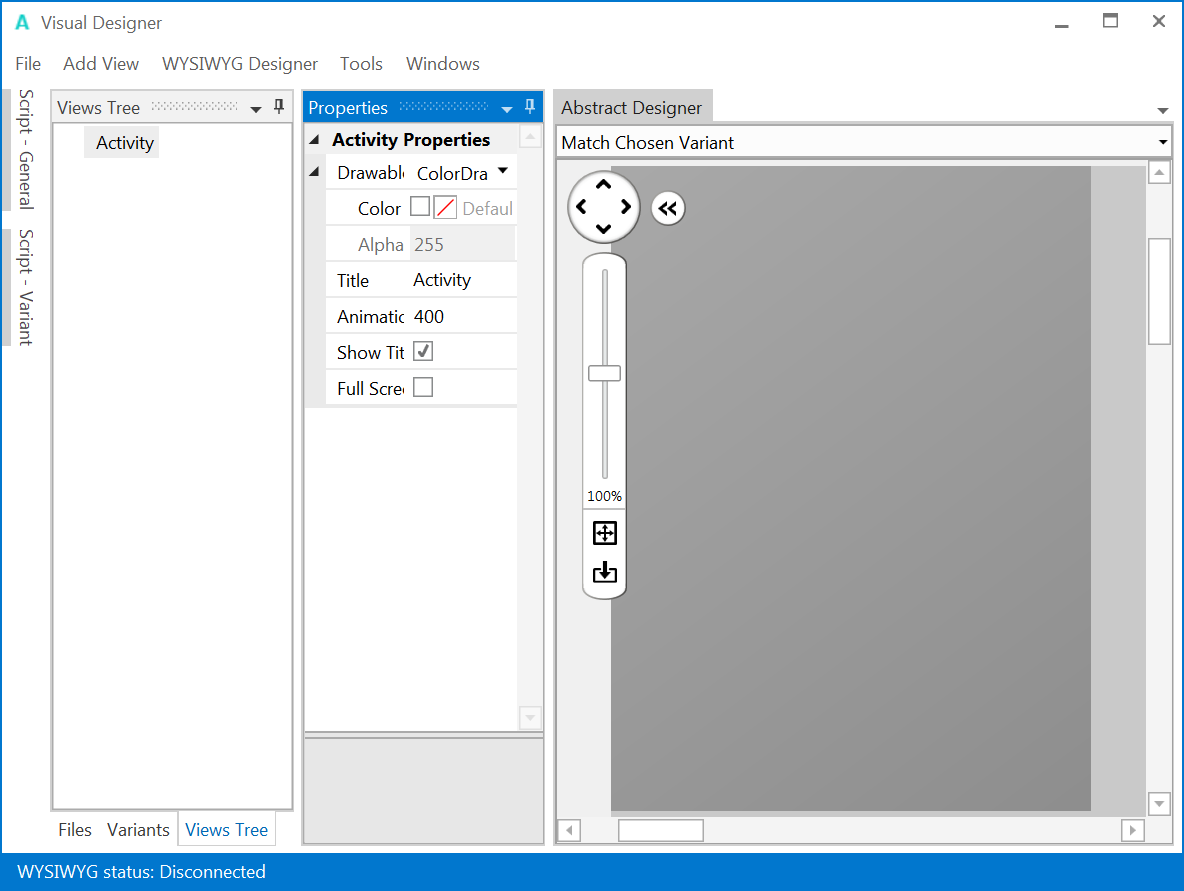 A Visual Designer
File Add View WYSIWYG Designer Tools Windows
Script - General
Script - Variant
Views Tree
Activity
Files Variants Views Tree
Properties
Activity Properties
Drawabl ColorDra
Color Defaul
Alpha 255
Title Activity
Animatic 400
Show Tit
Full Scree
Abstract Designer
Match Chosen Variant
100%
WYSIWYG status: Disconnected